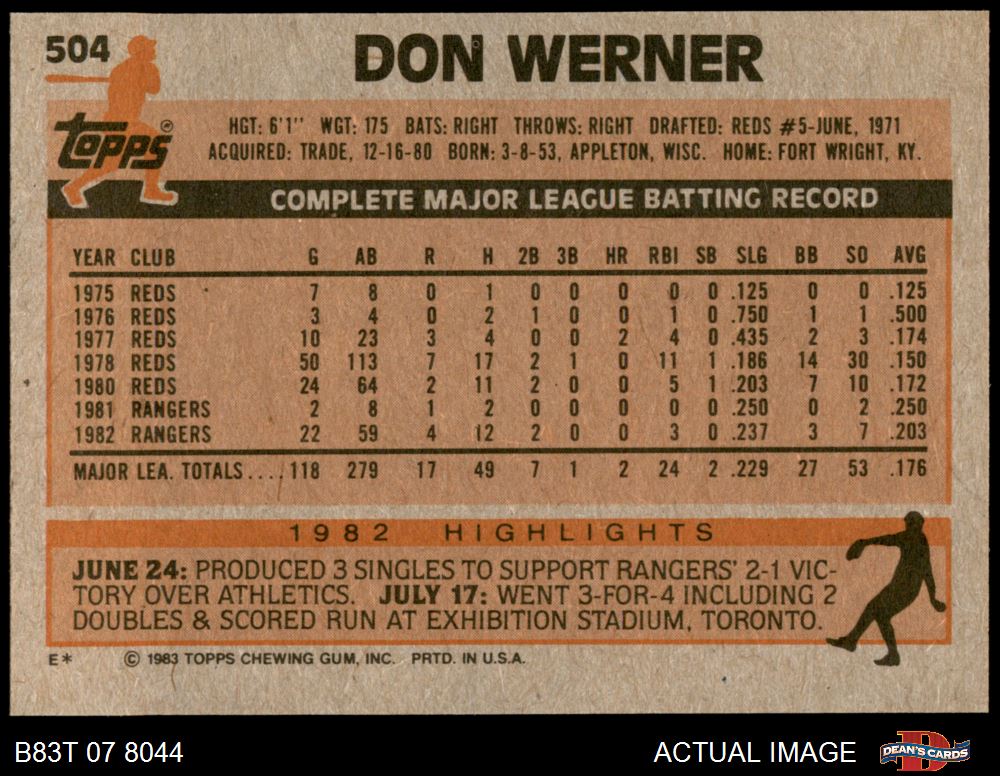 504
DON WERNER
topps®
HGT: 6'1" WGT: 175 BATS: RIGHT THROWS: RIGHT DRAFTED: REDS #5-JUNE, 1971
ACQUIRED: TRADE, 12-16-80 BORN: 3-8-53, APPLETON, WISC. HOME: FORT WRIGHT, KY.
COMPLETE MAJOR LEAGUE BATTING RECORD
YEAR CLUB G AB R H 2B 3B HR RBI SB SLG BB SO AVG
1975 REDS 7 8 0 1 0 0 0 0 0 .125 0 0 .125
1976 REDS 3 4 0 2 1 0 0 1 0 .750 1 1 .500
1977 REDS 10 23 3 4 0 0 2 4 0 .435 2 3 .174
1978 REDS 50 113 7 17 2 1 0 11 1 .186 14 30 .150
1980 REDS 24 64 2 11 2 0 0 5 1 .203 7 10 .172
1981 RANGERS 2 8 1 2 0 0 0 0 0 .250 0 2 .250
1982 RANGERS 22 59 4 12 2 0 0 3 0 .237 3 7 .203
MAJOR LEA. TOTALS.... 118 279 17 49 7 1 2 24 2 .229 27 53 .176
1982 HIGHLIGHTS
JUNE 24: PRODUCED 3 SINGLES TO SUPPORT RANGERS' 2-1 VIC-
TORY OVER ATHLETICS. JULY 17: WENT 3-FOR-4 INCLUDING 2
DOUBLES & SCORED RUN AT EXHIBITION STADIUM, TORONTO.
E* © 1983 TOPPS CHEWING GUM, INC. PRTD. IN U.S.A.
B83T 07 8044
ACTUAL IMAGE
D
DEAN'S CARDS